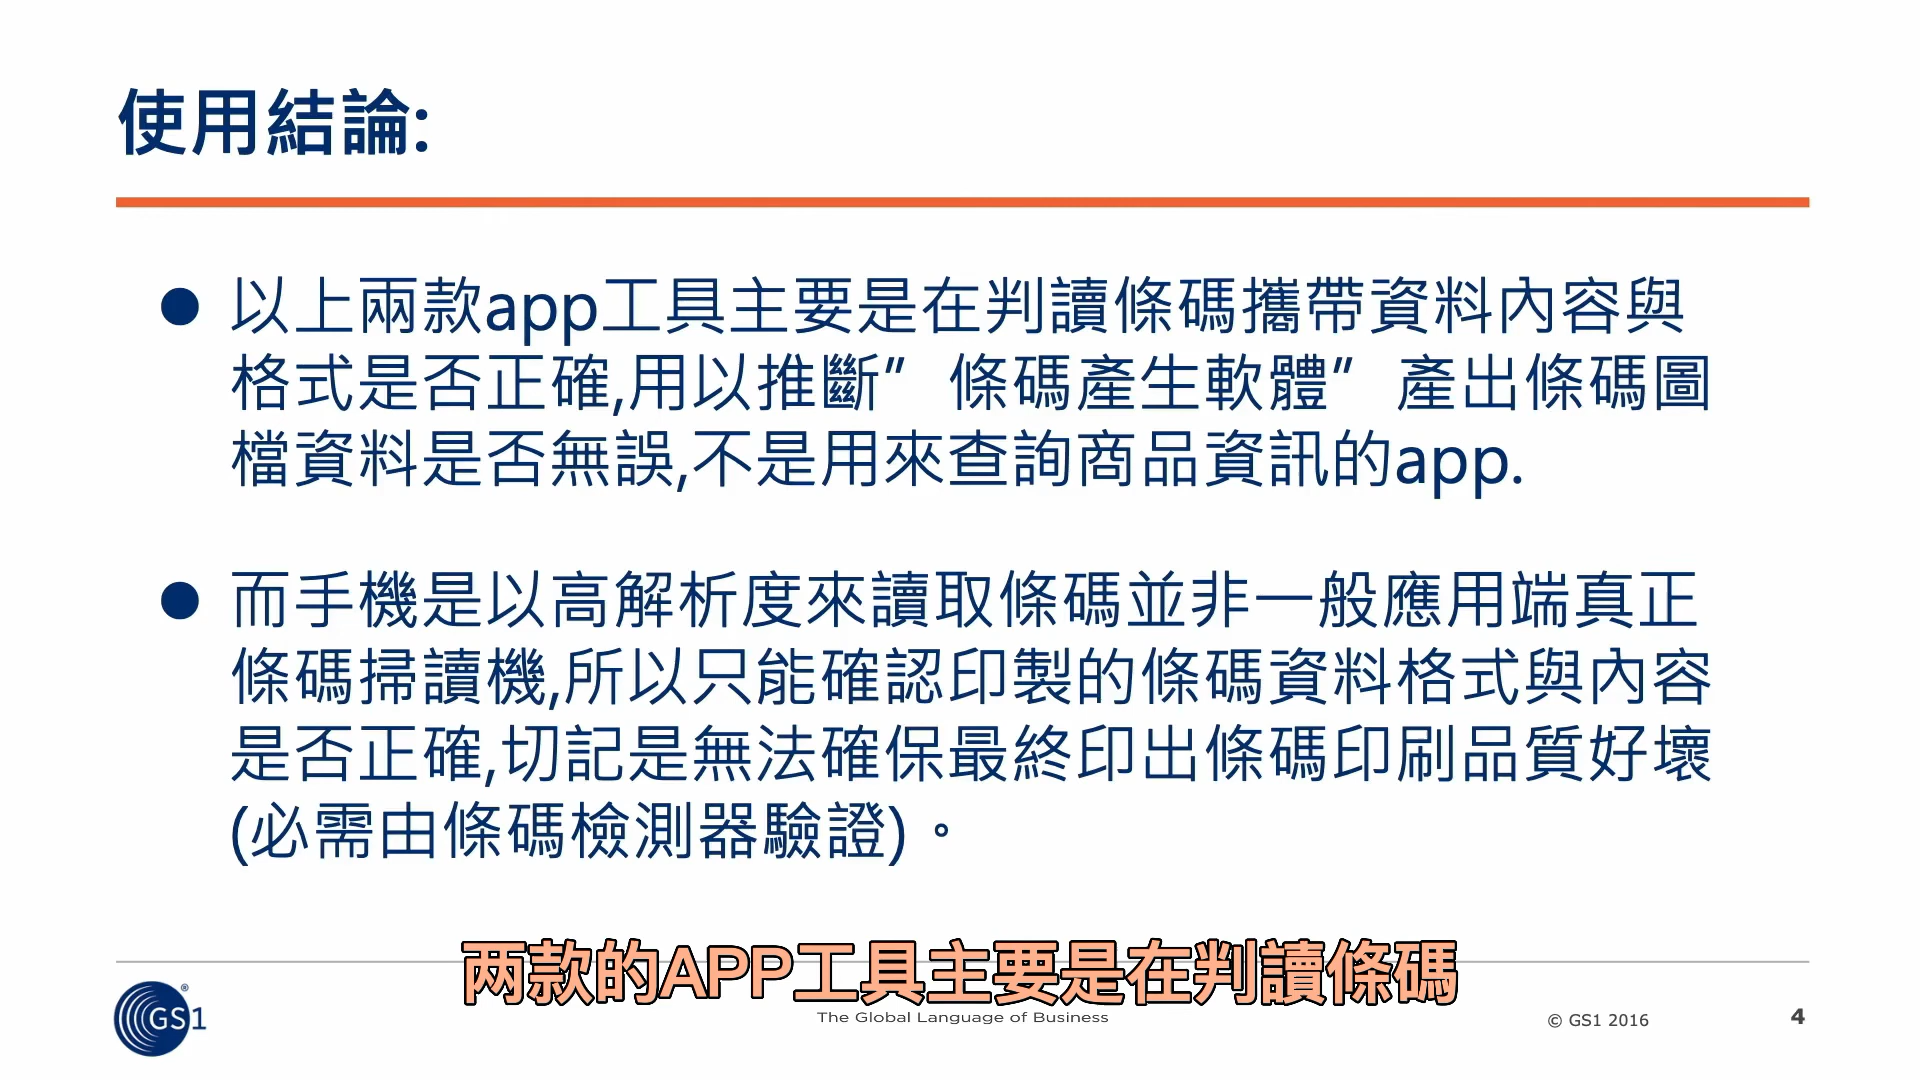 使用結論:
● 以上兩款app工具主要是在判讀條碼攜帶資料內容與
格式是否正確,用以推斷”條碼產生軟體”產出條碼圖
檔資料是否無誤,不是用來查詢商品資訊的app.
● 而手機是以高解析度來讀取條碼並非一般應用端真正
條碼掃讀機,所以只能確認印製的條碼資料格式與內容
是否正確,切記是無法確保最終印出條碼印刷品質好壞
(必需由條碼檢測器驗證)。
两款的APP工具主要是在判讀條碼
GS1®
The Global Language of Business
© GS1 2016
4